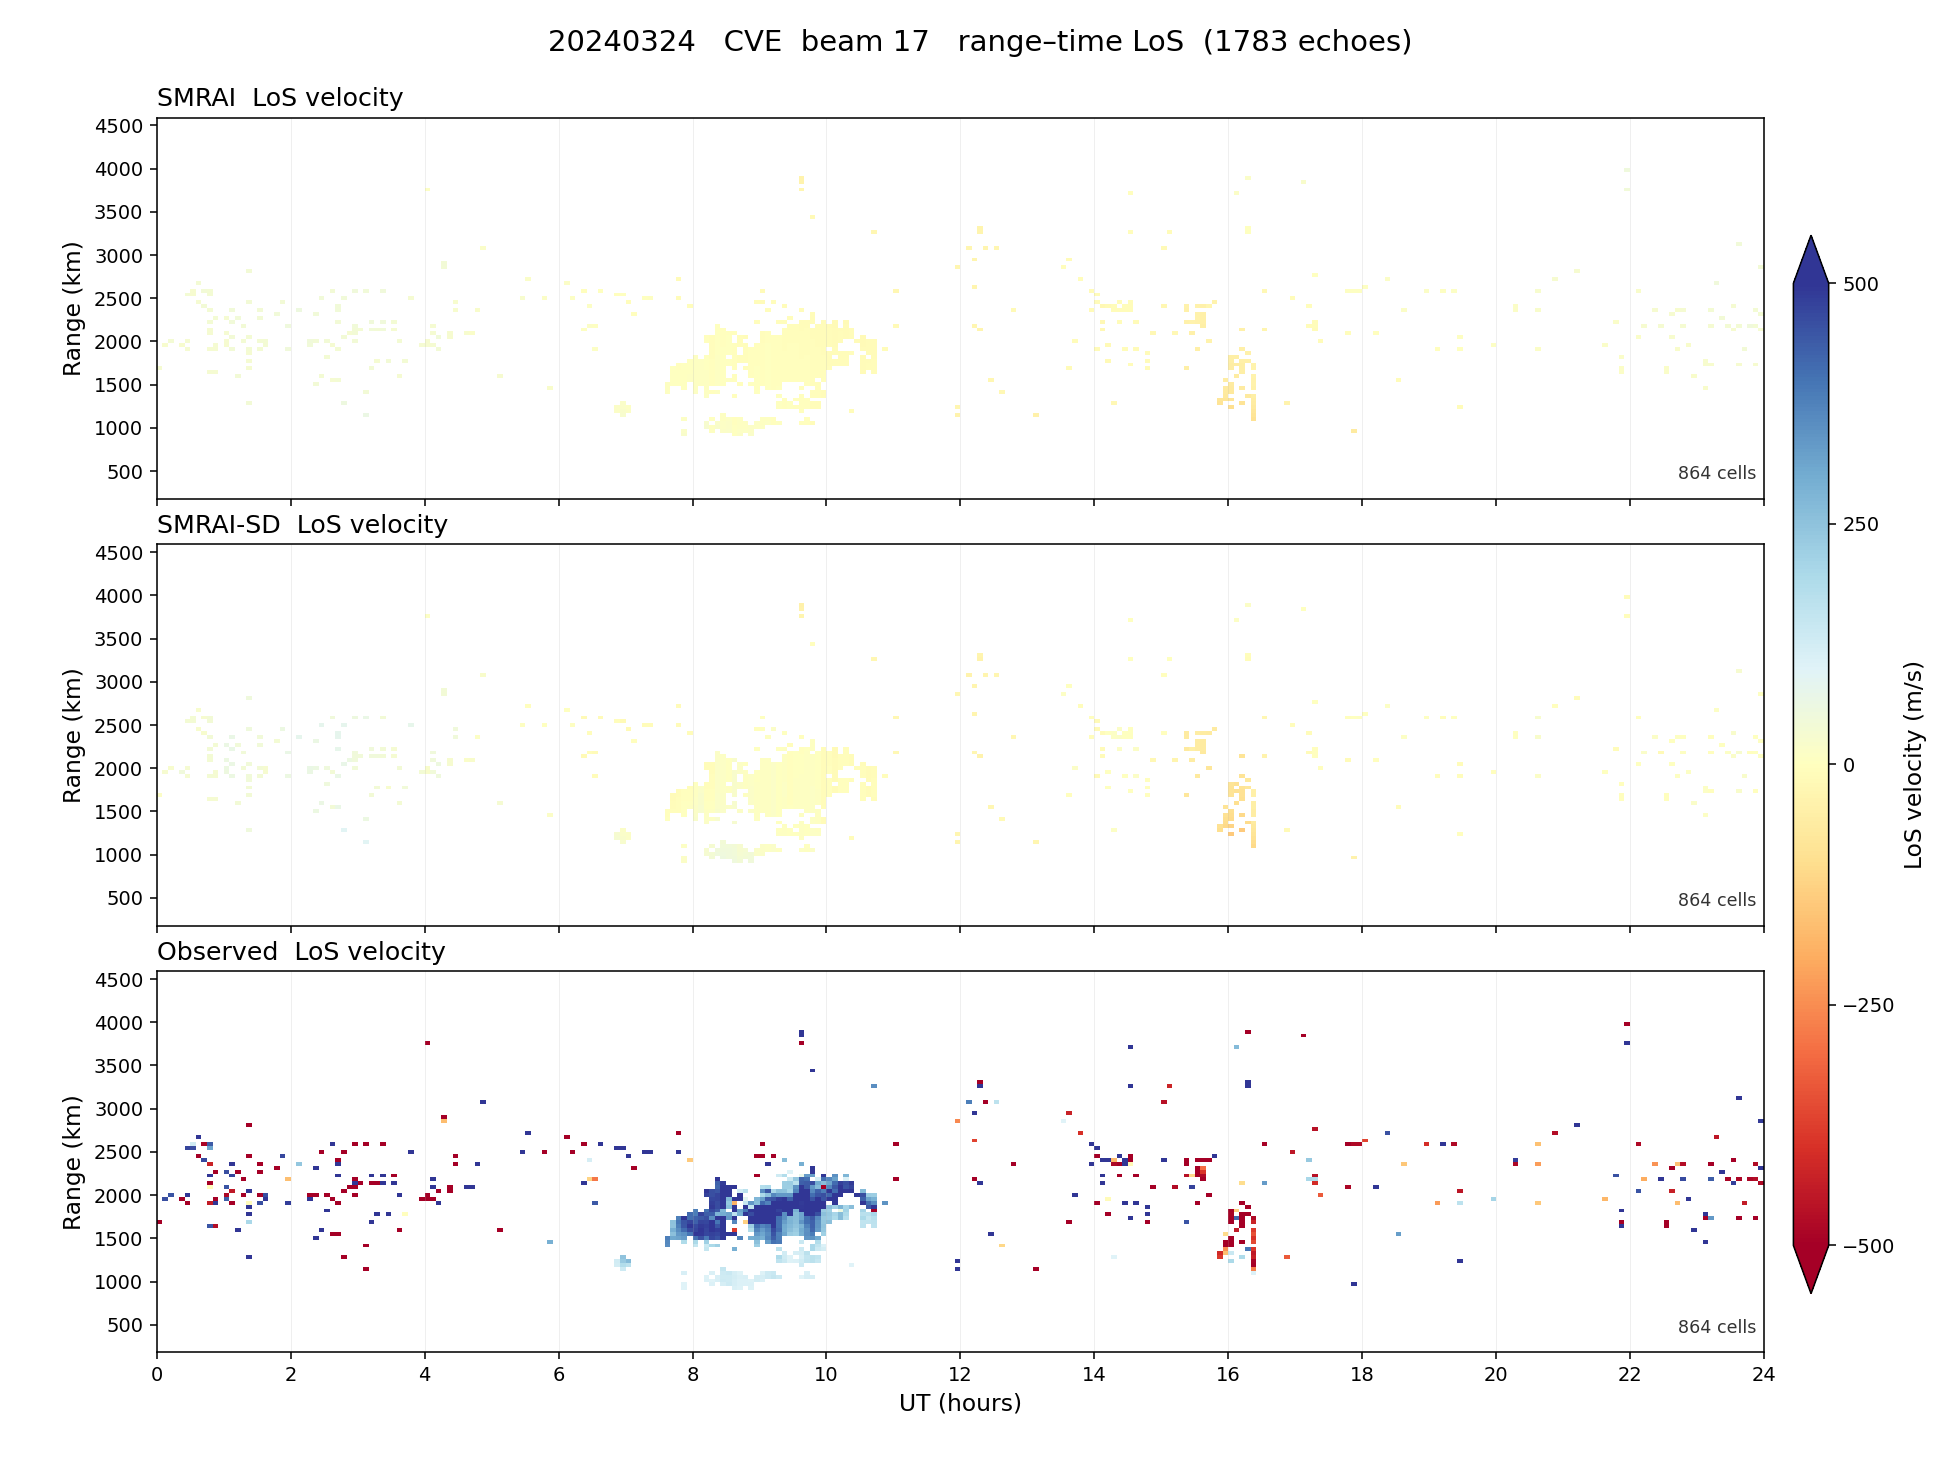 20240324   CVE  beam 17   range–time LoS  (1783 echoes)
SMRAI  LoS velocity
4500
4000
3500
3000
2500
2000
1500
1000
500
Range (km)
864 cells
SMRAI-SD  LoS velocity
4500
4000
3500
3000
2500
2000
1500
1000
500
Range (km)
864 cells
Observed  LoS velocity
4500
4000
3500
3000
2500
2000
1500
1000
500
Range (km)
864 cells
0 2 4 6 8 10 12 14 16 18 20 22 24
UT (hours)
500
250
0
−250
−500
LoS velocity (m/s)